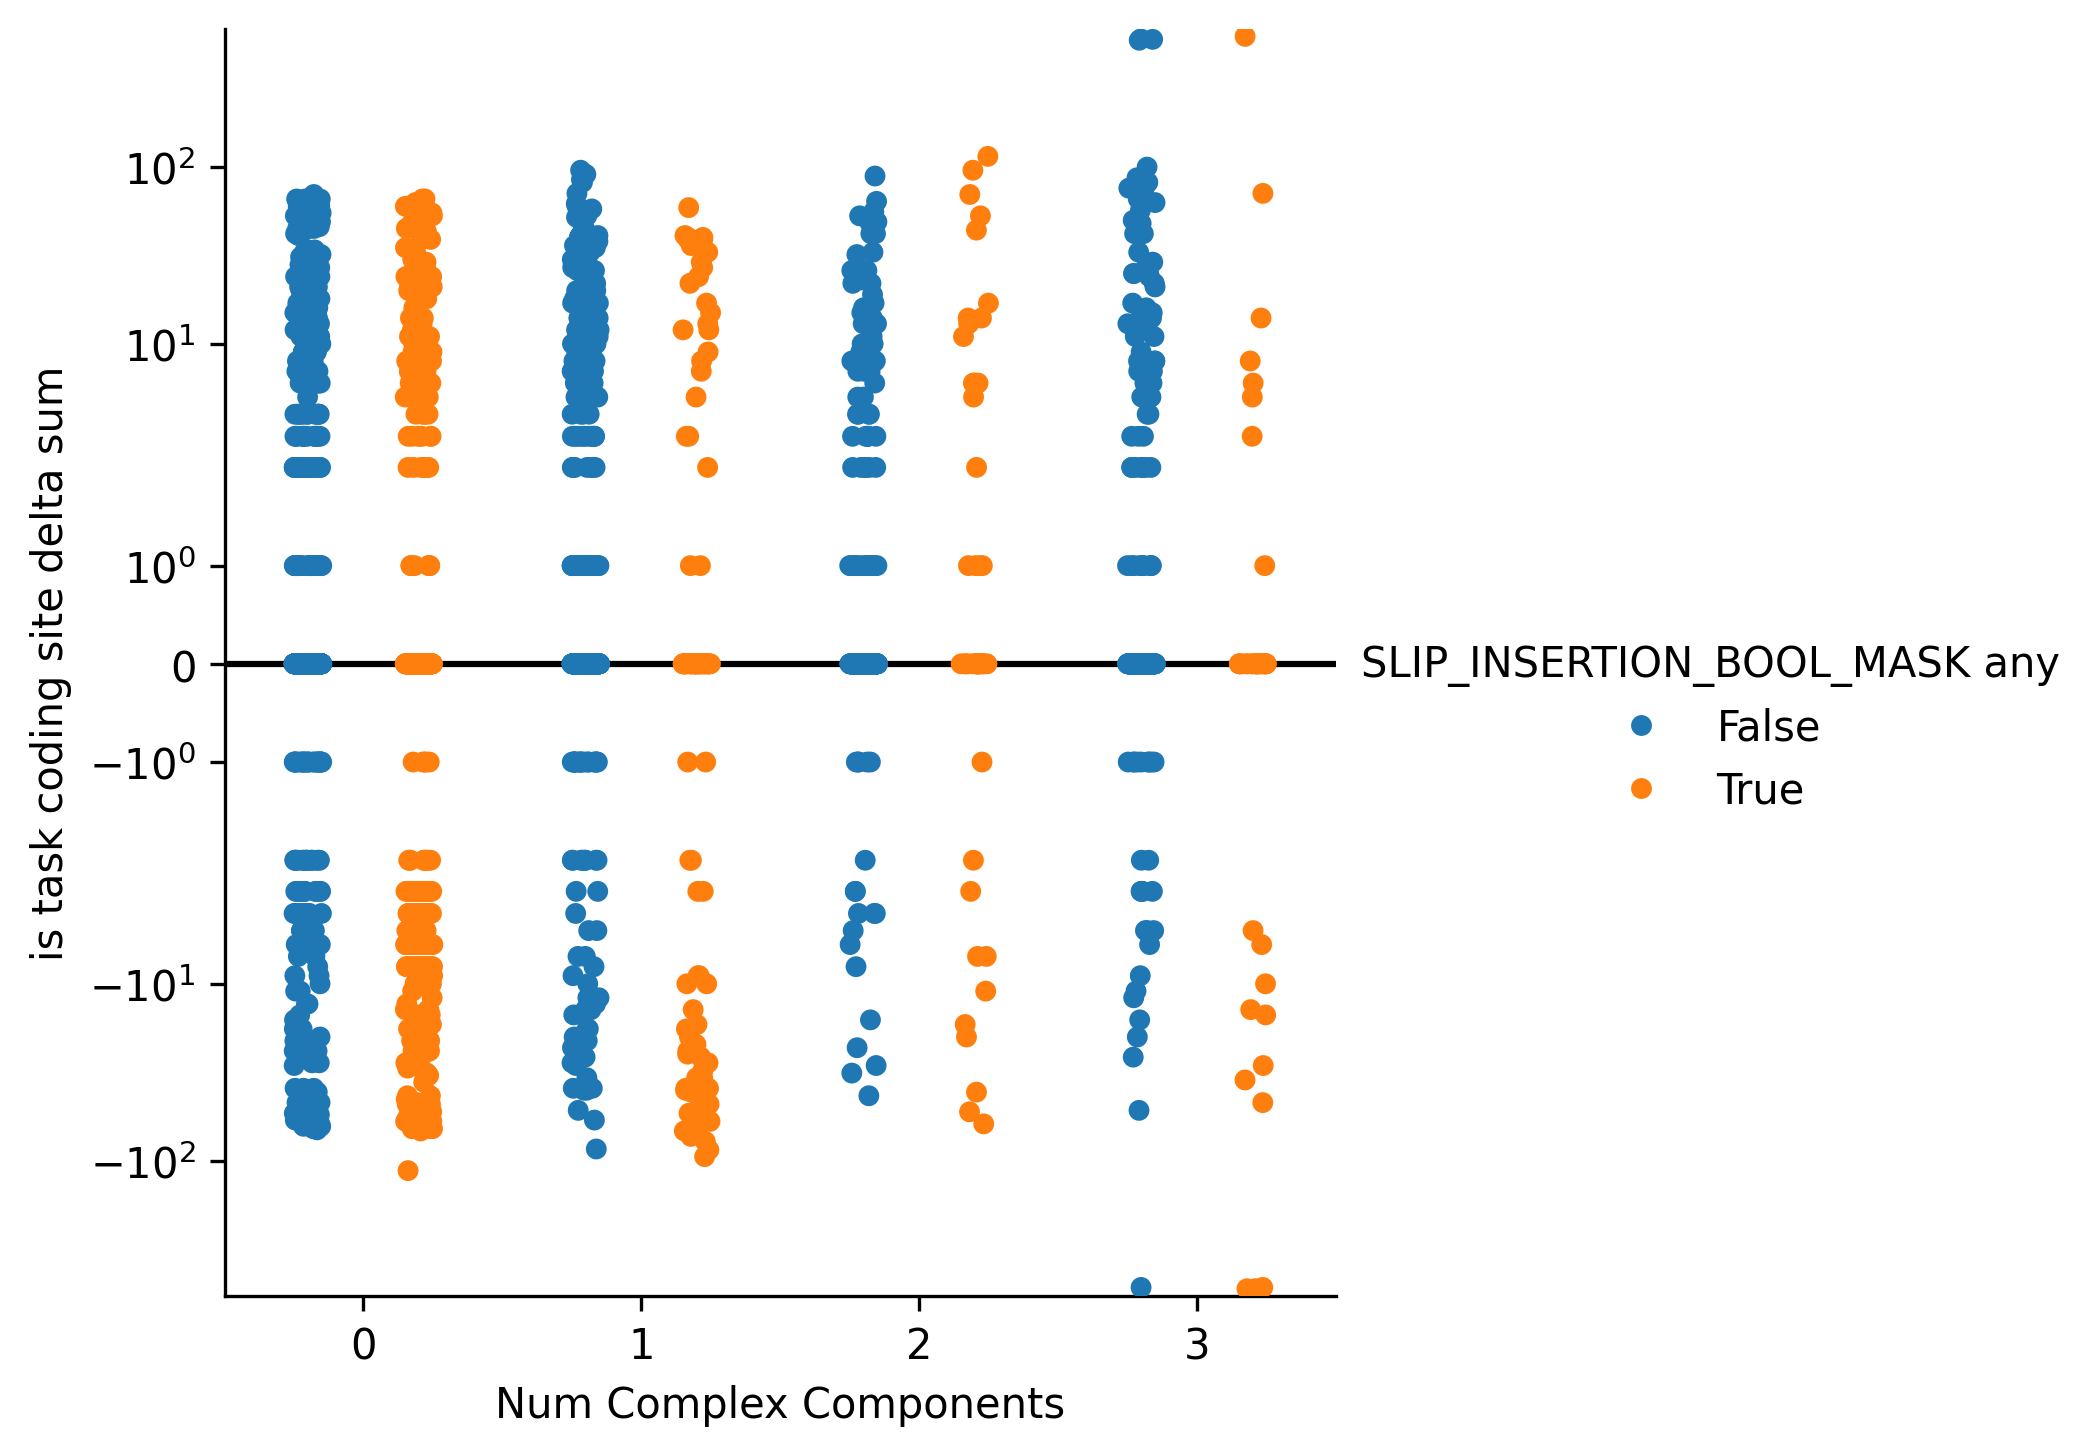 is task coding site delta sum
10²
10¹
10⁰
0
−10⁰
−10¹
−10²
0 1 2 3
Num Complex Components
SLIP_INSERTION_BOOL_MASK any
False
True